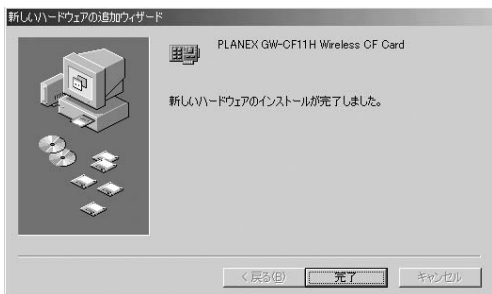 新しいハードウェアの追加ウィザード
PLANEX GW-CF11H Wireless CF Card
新しいハードウェアのインストールが完了しました。
< 戻る(B)
完了
キャンセル